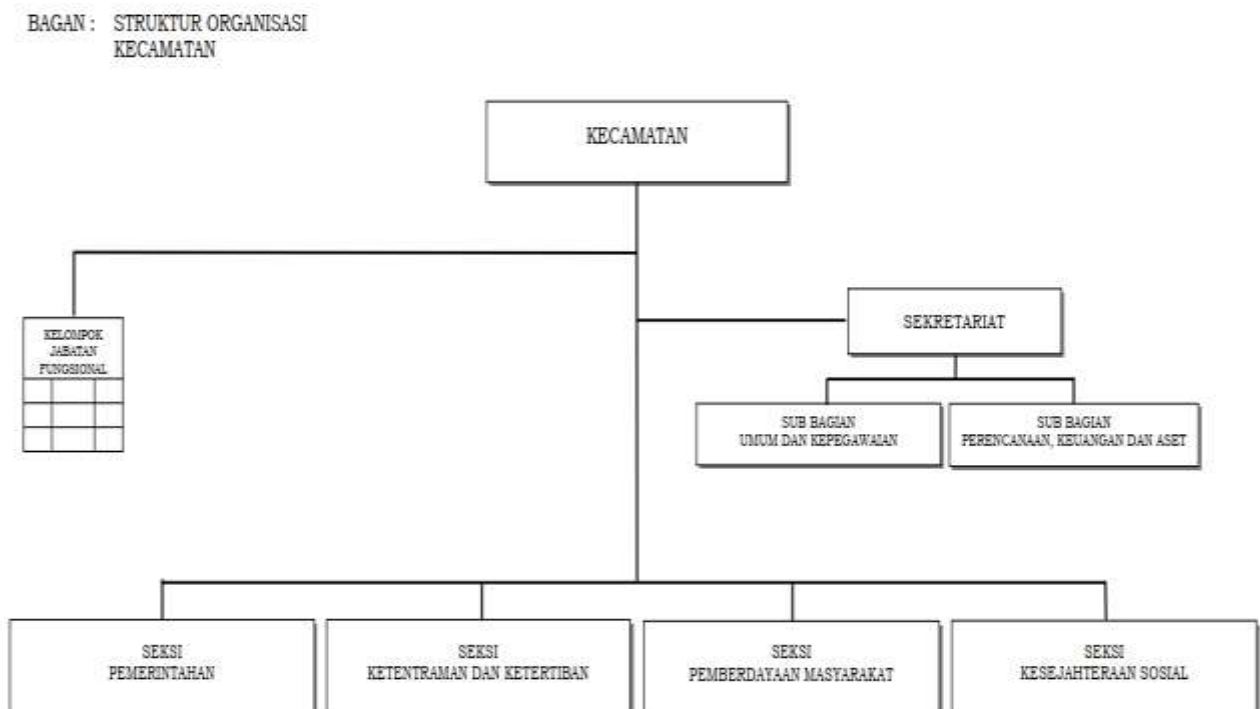 BAGAN : STRUKTUR ORGANISASI
KECAMATAN
KECAMATAN
KELOMPOK
JABATAN
FUNGSIONAL
SEKRETARIAT
SUB BAGIAN
UMUM DAN KEPEGAWAIAN
SUB BAGIAN
PERENCANAAN, KEUANGAN DAN ASET
SEKSI
PEMERINTAHAN
SEKSI
KETENTRAMAN DAN KETERTIBAN
SEKSI
PEMBERDAYAAN MASYARAKAT
SEKSI
KESEJAHTERAAN SOSIAL